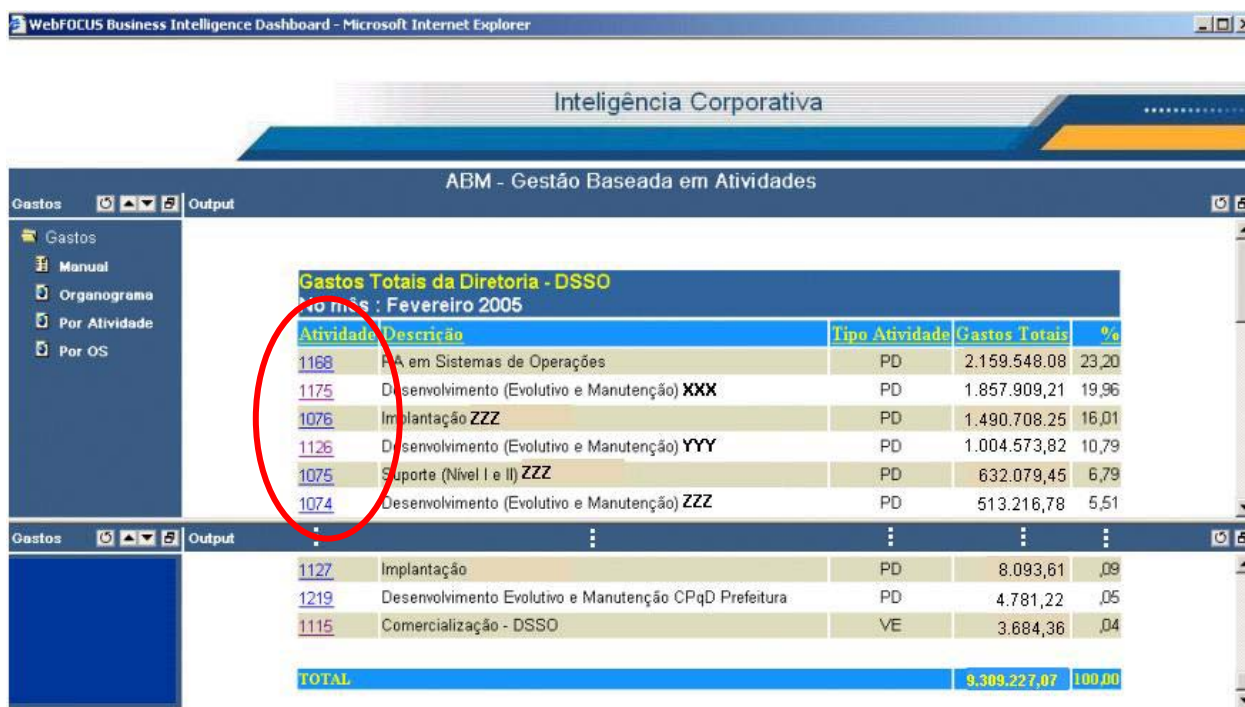 WebFOCUS Business Intelligence Dashboard - Microsoft Internet Explorer
Inteligência Corporativa
ABM - Gestão Baseada em Atividades
Gastos Output
Gastos
Manual
Organograma
Por Atividade
Por OS
Gastos Totais da Diretoria - DSSO
No mês : Fevereiro 2005
Atividade Descrição Tipo Atividade Gastos Totais %
1168 PA em Sistemas de Operações PD 2.159.548.08 23,20
1175 Desenvolvimento (Evolutivo e Manutenção) XXX PD 1.857.909,21 19,96
1076 Implantação ZZZ PD 1.490.708.25 16,01
1126 Desenvolvimento (Evolutivo e Manutenção) YYY PD 1.004.573,82 10,79
1075 Suporte (Nível I e II) ZZZ PD 632.079,45 6,79
1074 Desenvolvimento (Evolutivo e Manutenção) ZZZ PD 513.216,78 5,51
Gastos Output
1127 Implantação PD 8.093,61 ,09
1219 Desenvolvimento Evolutivo e Manutenção CPqD Prefeitura PD 4.781,22 ,05
1115 Comercialização - DSSO VE 3.684,36 ,04
TOTAL 9.309.227,07 100,00